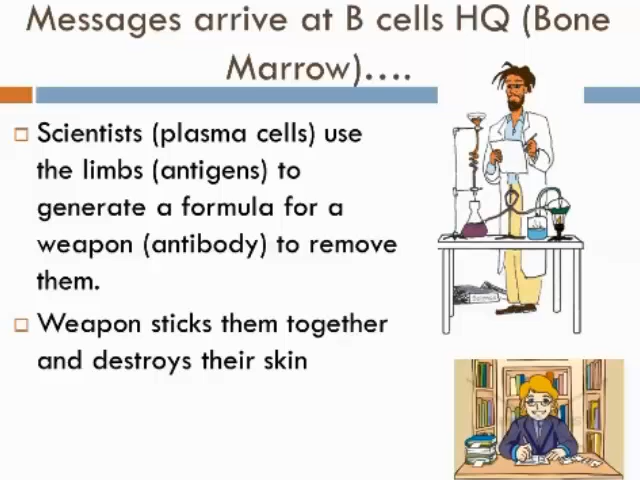 Messages arrive at B cells HQ (Bone
Marrow)....
Scientists (plasma cells) use
the limbs (antigens) to
generate a formula for a
weapon (antibody) to remove
them.
Weapon sticks them together
and destroys their skin